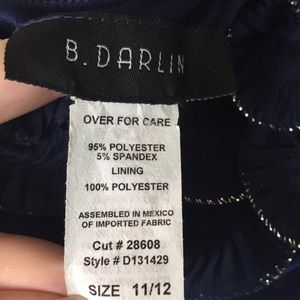 B. DARLIN
OVER FOR CARE
95% POLYESTER
5% SPANDEX
LINING
100% POLYESTER
ASSEMBLED IN MEXICO
OF IMPORTED FABRIC
Cut # 28608
Style # D131429
SIZE 11/12